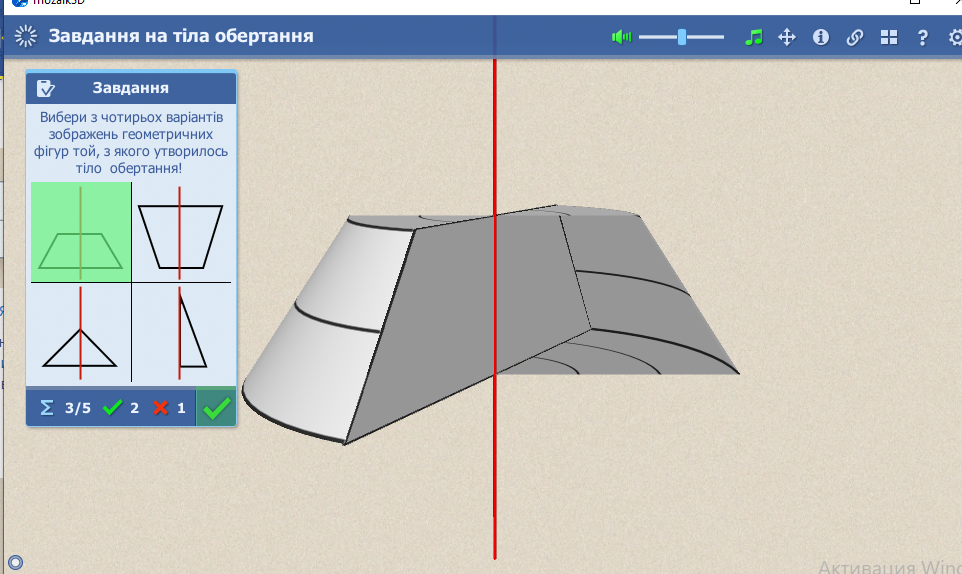 mozaik3D
Завдання на тіла обертання
Завдання
Вибери з чотирьох варіантів
зображень геометричних
фігур той, з якого утворилось
тіло обертання!
Σ 3/5 2 1
Активация Wind